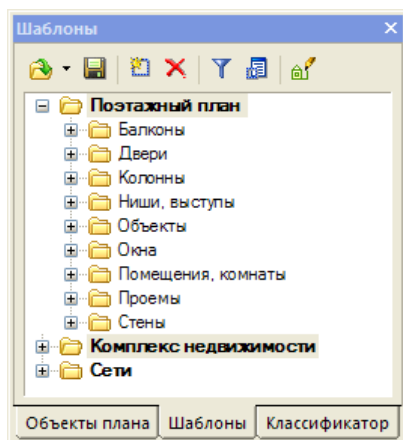 Шаблоны
Поэтажный план
Балконы
Двери
Колонны
Ниши, выступы
Объекты
Окна
Помещения, комнаты
Проемы
Стены
Комплекс недвижимости
Сети
Объекты плана Шаблоны Классификатор